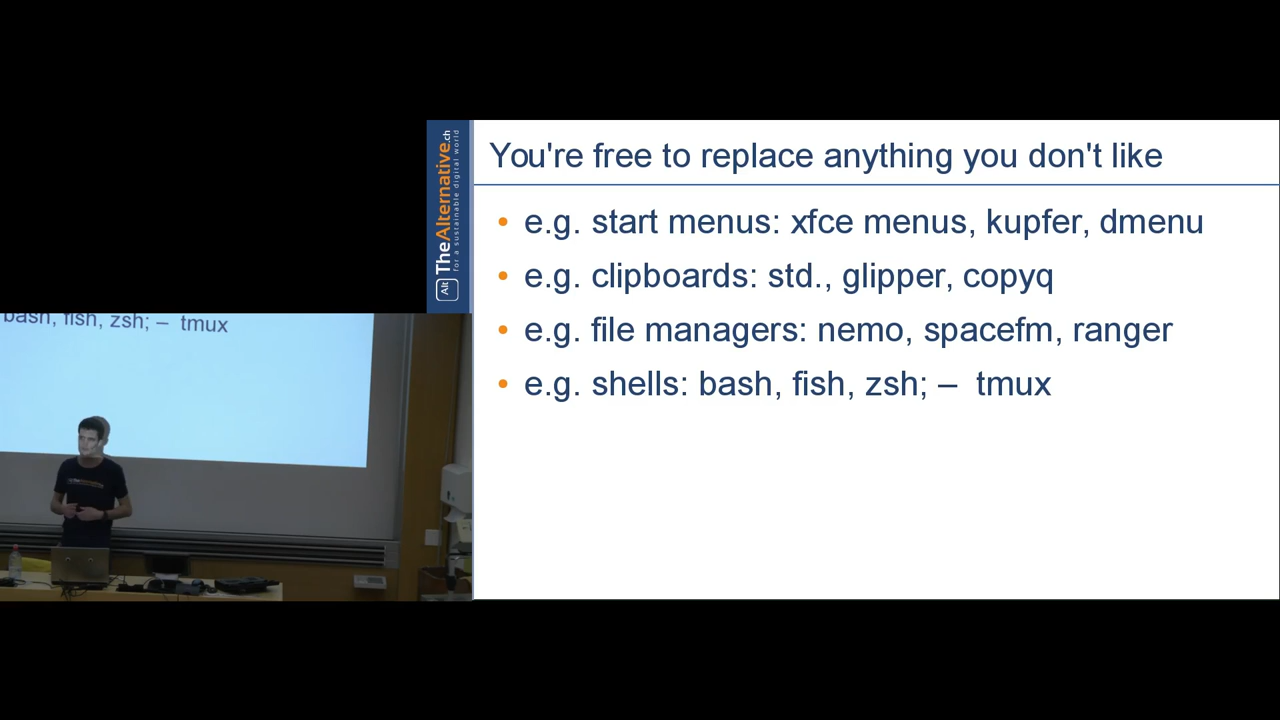 You're free to replace anything you don't like
• e.g. start menus: xfce menus, kupfer, dmenu
• e.g. clipboards: std., glipper, copyq
• e.g. file managers: nemo, spacefm, ranger
• e.g. shells: bash, fish, zsh; – tmux
Alt TheAlternative.ch
for a sustainable digital world
bash, fish, zsh; – tmux
TheAlternative